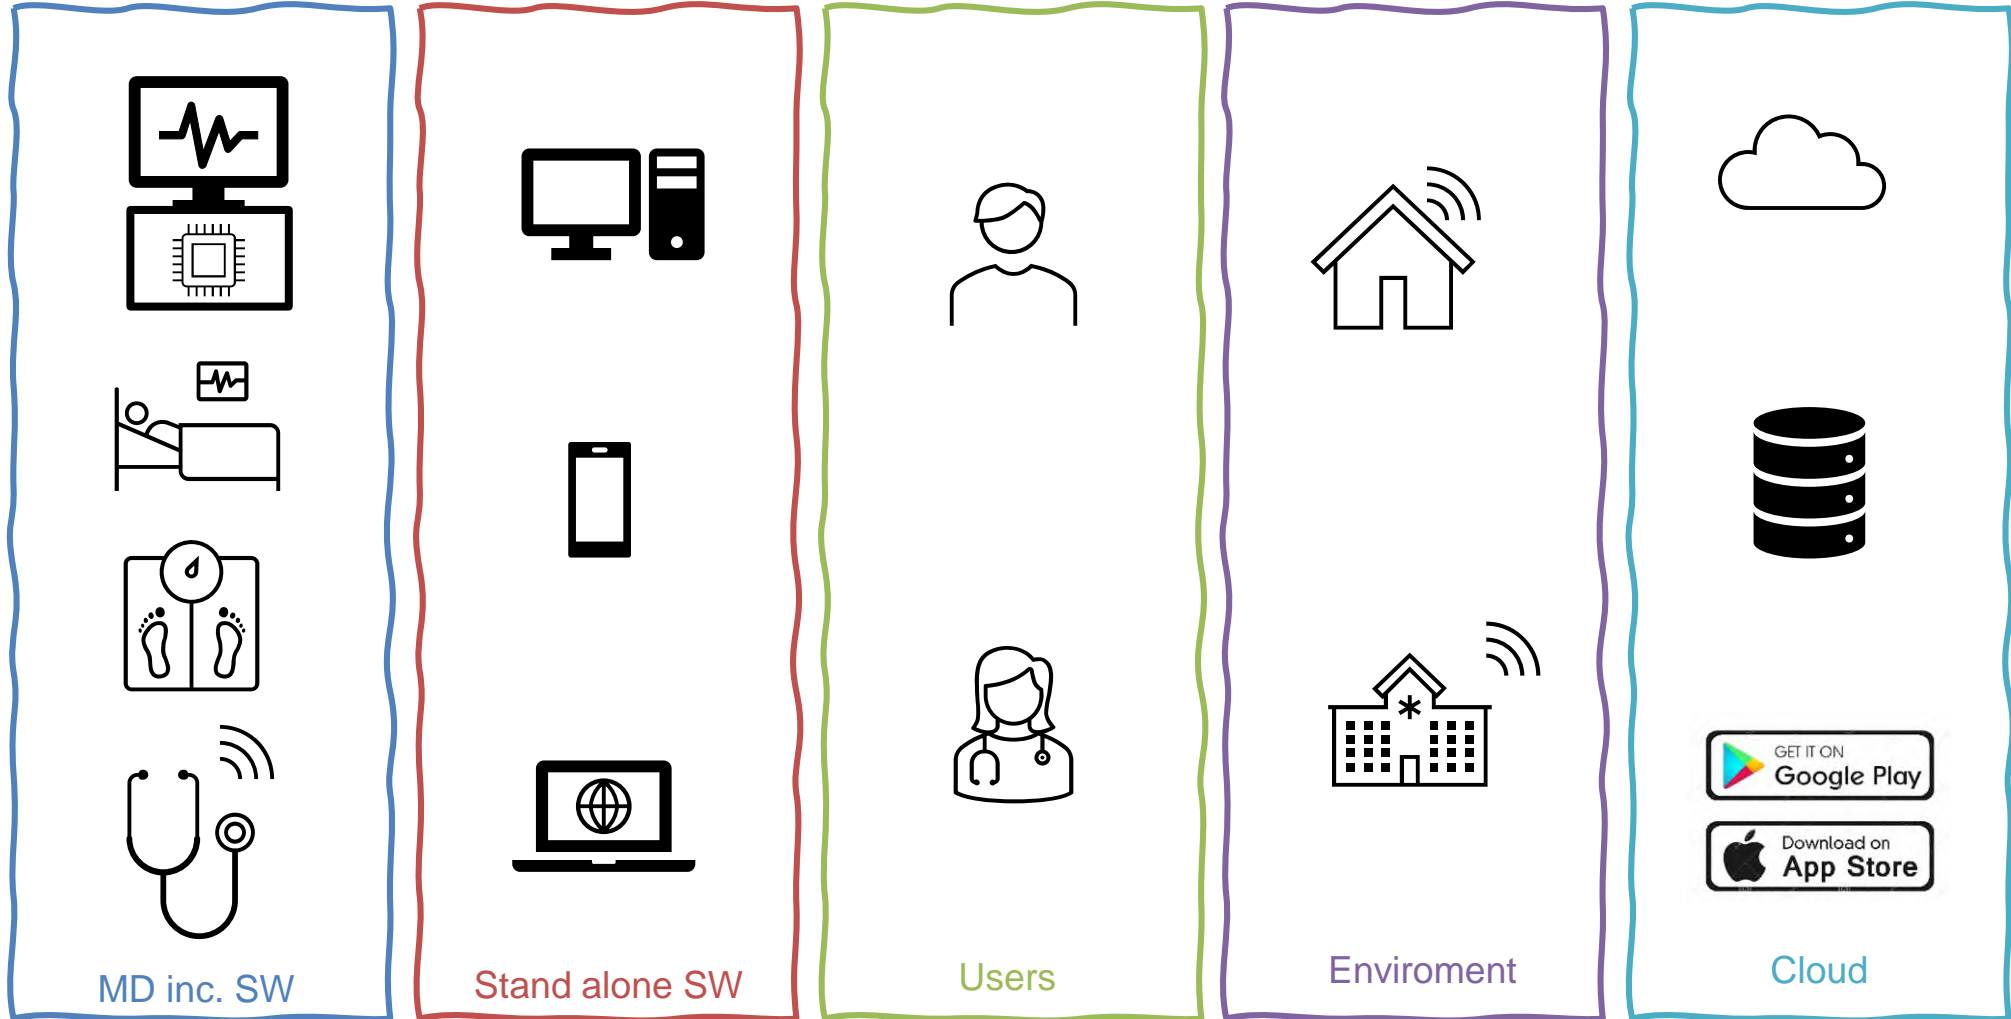 GET IT ON
Google Play
Download on
App Store
MD inc. SW
Stand alone SW
Users
Enviroment
Cloud